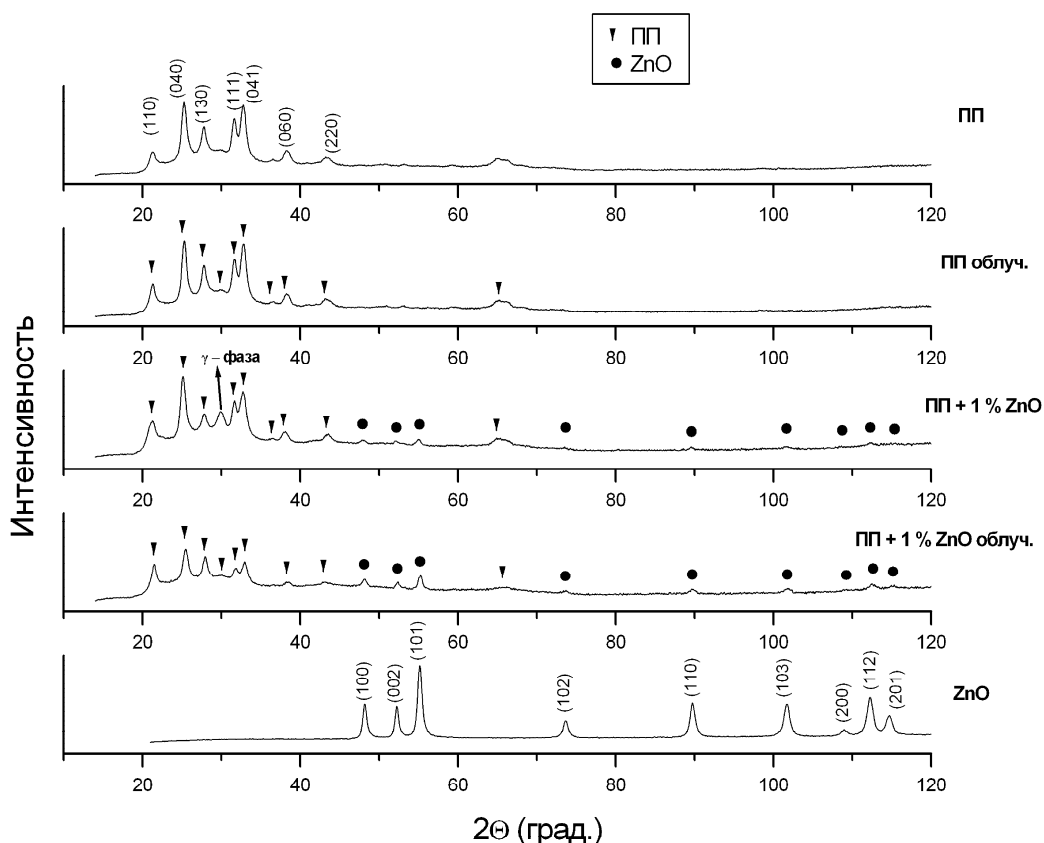 ПП
ZnO
(110)
(040)
(130)
(111)
(041)
(060)
(220)
ПП
20 40 60 80 100 120
ПП облуч.
20 40 60 80 100 120
γ – фаза
ПП + 1 % ZnO
20 40 60 80 100 120
ПП + 1 % ZnO облуч.
20 40 60 80 100 120
(100)
(002)
(101)
(102)
(110)
(103)
(200)
(112)
(201)
ZnO
20 40 60 80 100 120
Интенсивность
2Θ (град.)